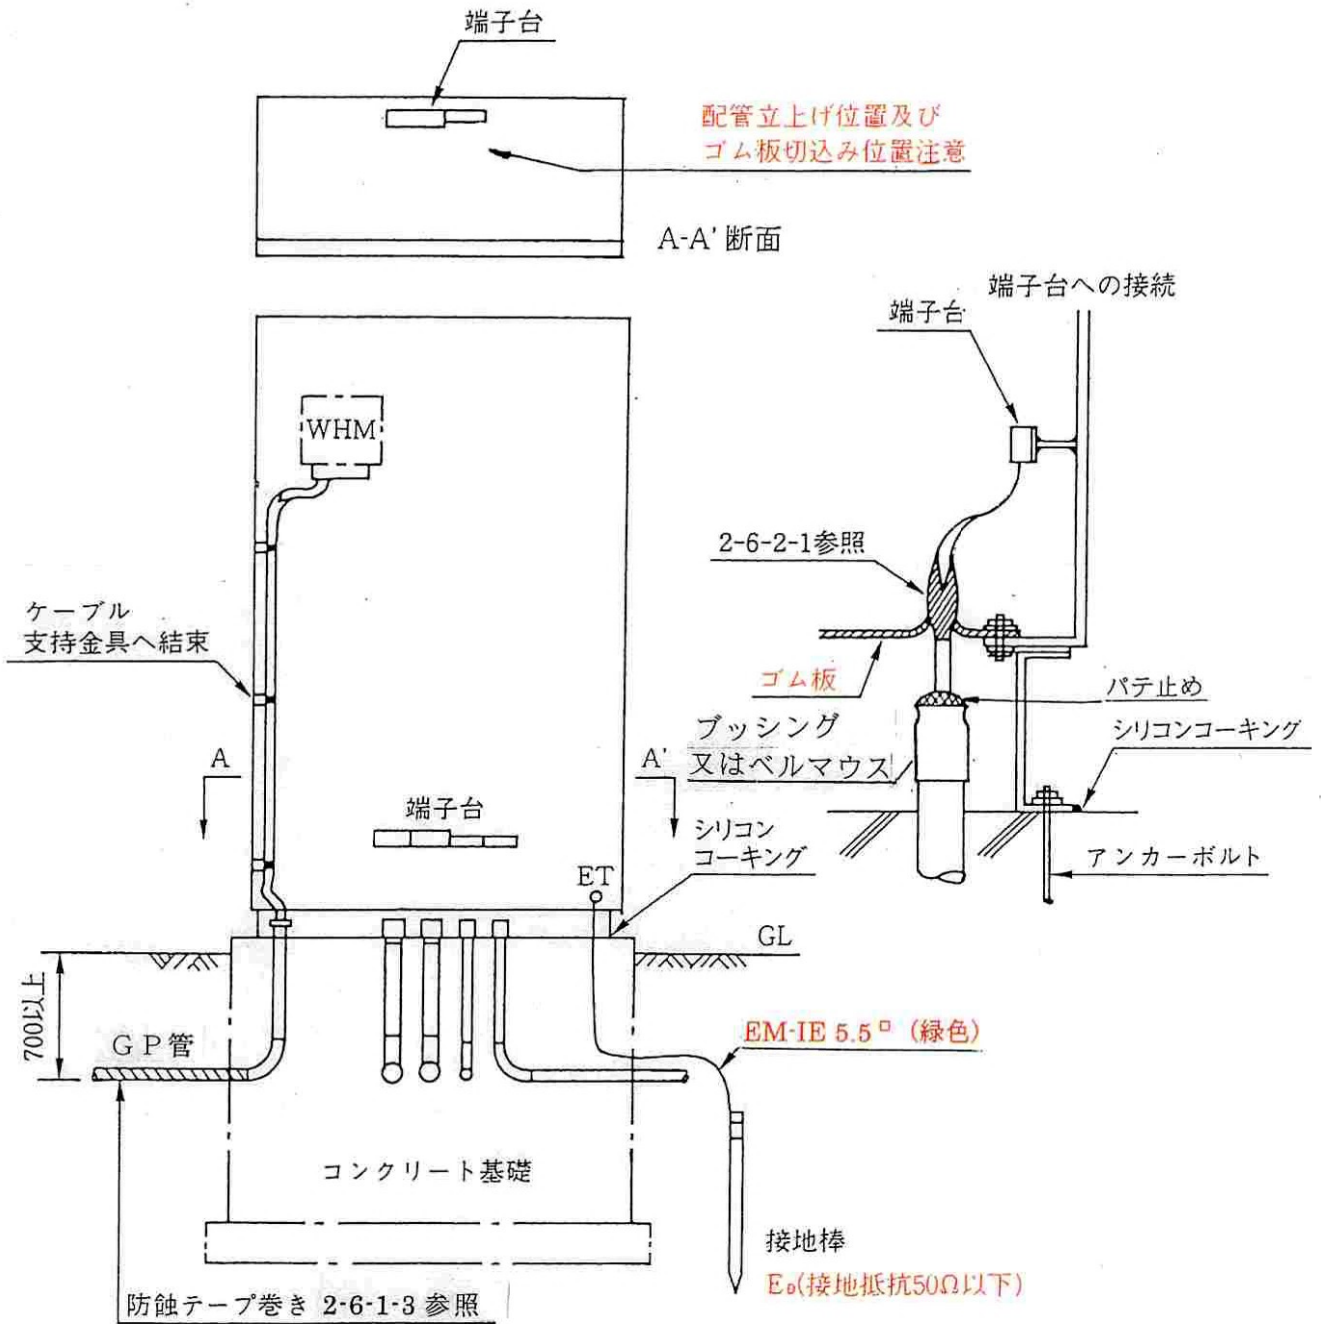 端子台
配管立上げ位置及び
ゴム板切込み位置注意
A-A' 断面
端子台への接続
端子台
WHM
2-6-2-1参照
ケーブル
支持金具へ結束
ゴム板
パテ止め
ブッシング
又はベルマウス
シリコンコーキング
A
A'
端子台
シリコン
コーキング
アンカーボルト
ET
GL
700以上
GP管
EM-IE 5.5□ (緑色)
コンクリート基礎
接地棒
ED(接地抵抗50Ω以下)
防蝕テープ巻き 2-6-1-3 参照